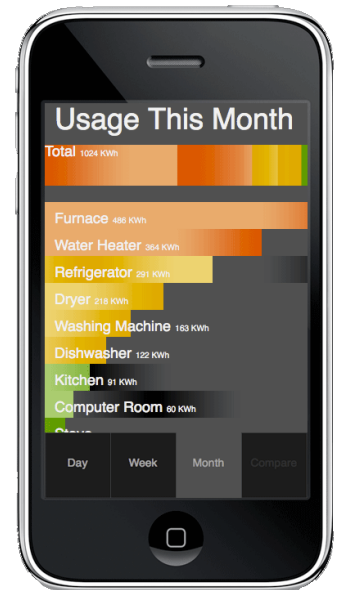 Usage This Month
Total 1024 KWh
Furnace 486 KWh
Water Heater 364 KWh
Refrigerator 291 KWh
Dryer 218 KWh
Washing Machine 163 KWh
Dishwasher 122 KWh
Kitchen 91 KWh
Computer Room 60 KWh
Day Week Month Compare